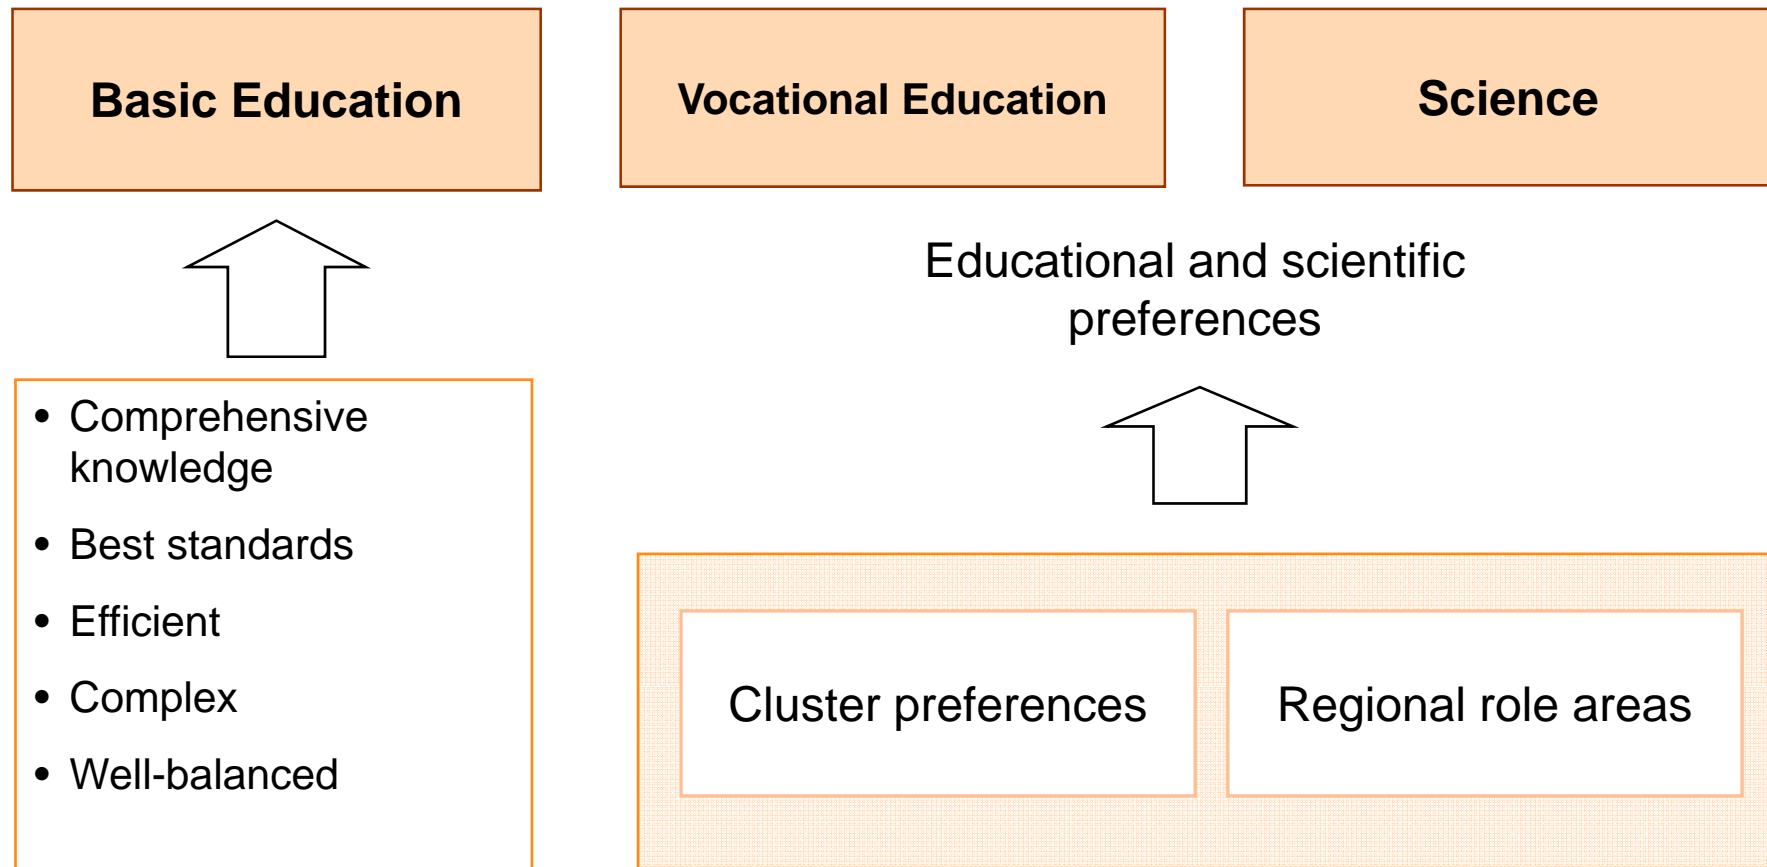 Basic Education
Vocational Education
Science
Educational and scientific
preferences
• Comprehensive
knowledge
• Best standards
• Efficient
• Complex
• Well-balanced
Cluster preferences
Regional role areas